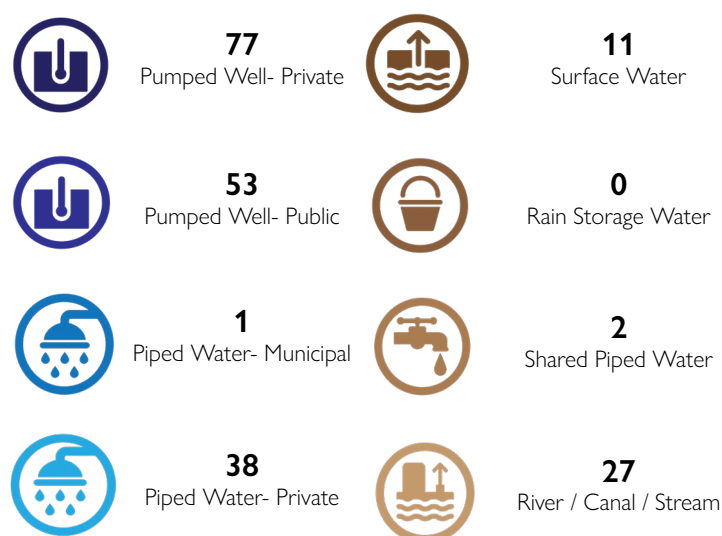 77
Pumped Well- Private
11
Surface Water
53
Pumped Well- Public
0
Rain Storage Water
1
Piped Water- Municipal
2
Shared Piped Water
38
Piped Water- Private
27
River / Canal / Stream